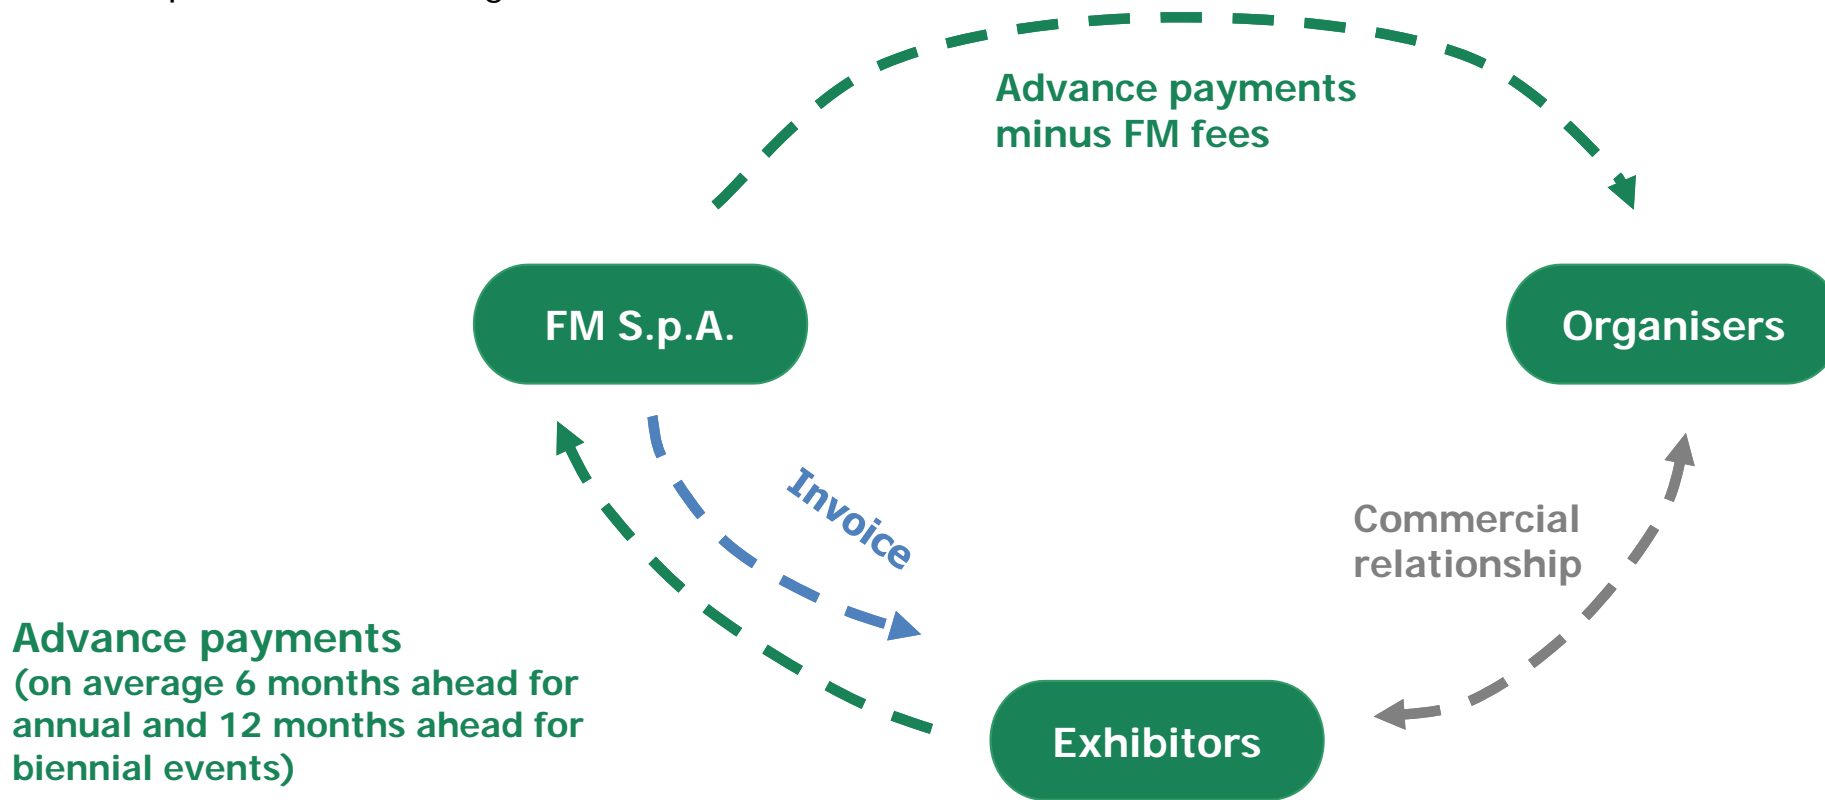 Advance payments
minus FM fees
FM S.p.A.
Organisers
Invoice
Commercial
relationship
Advance payments
(on average 6 months ahead for
annual and 12 months ahead for
biennial events)
Exhibitors